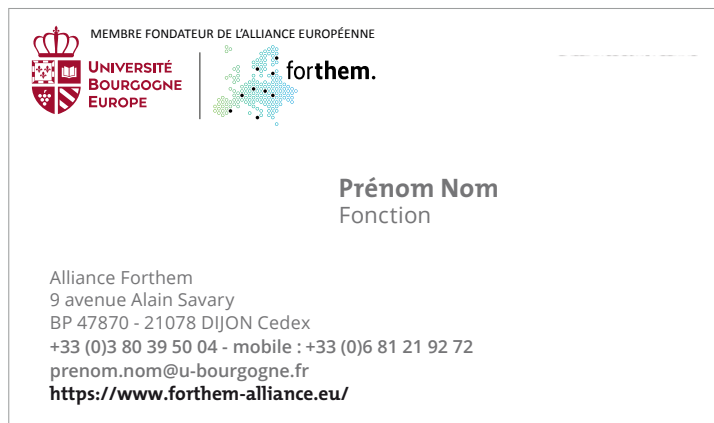 MEMBRE FONDATEUR DE L'ALLIANCE EUROPÉENNE
UNIVERSITÉ
BOURGOGNE
EUROPE
forthem.
Prénom Nom
Fonction
Alliance Forthem
9 avenue Alain Savary
BP 47870 - 21078 DIJON Cedex
+33 (0)3 80 39 50 04 - mobile : +33 (0)6 81 21 92 72
prenom.nom@u-bourgogne.fr
https://www.forthem-alliance.eu/